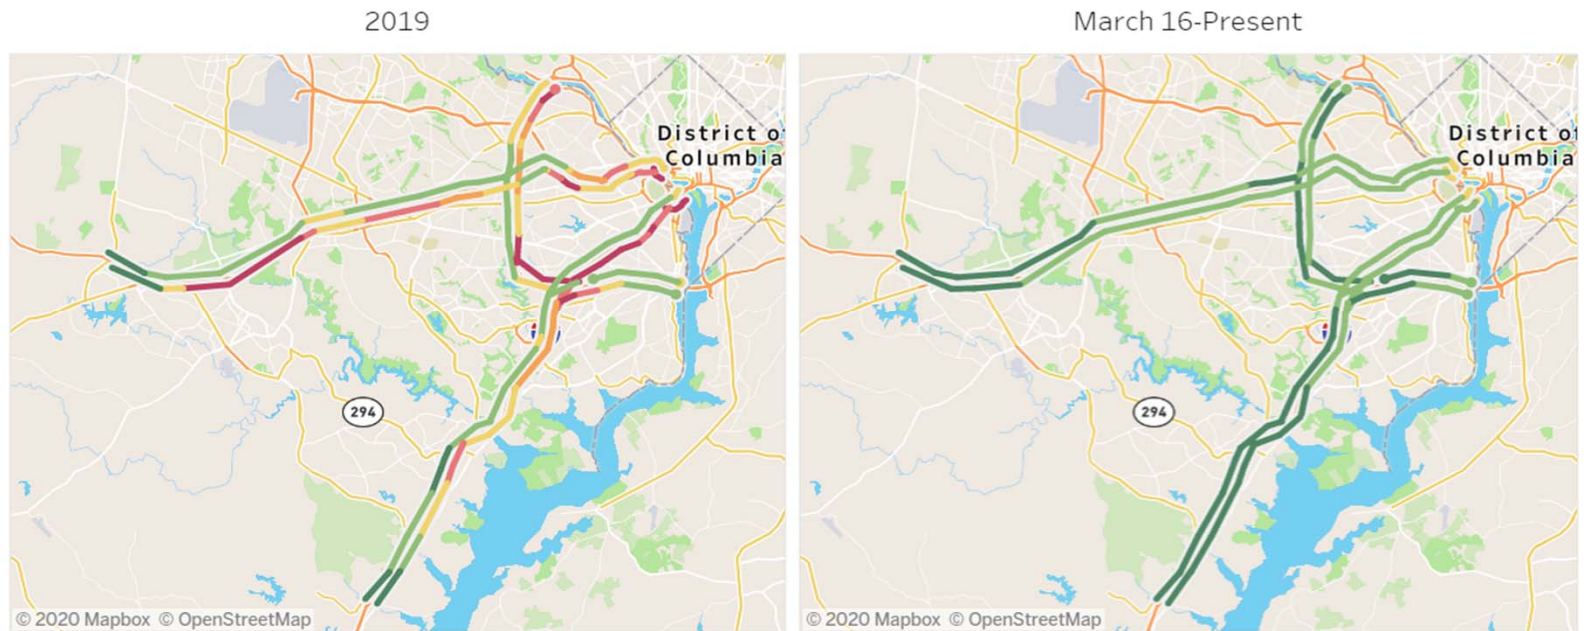 2019
March 16-Present
District of
Columbia
294
© 2020 Mapbox © OpenStreetMap
District of
Columbia
294
© 2020 Mapbox © OpenStreetMap